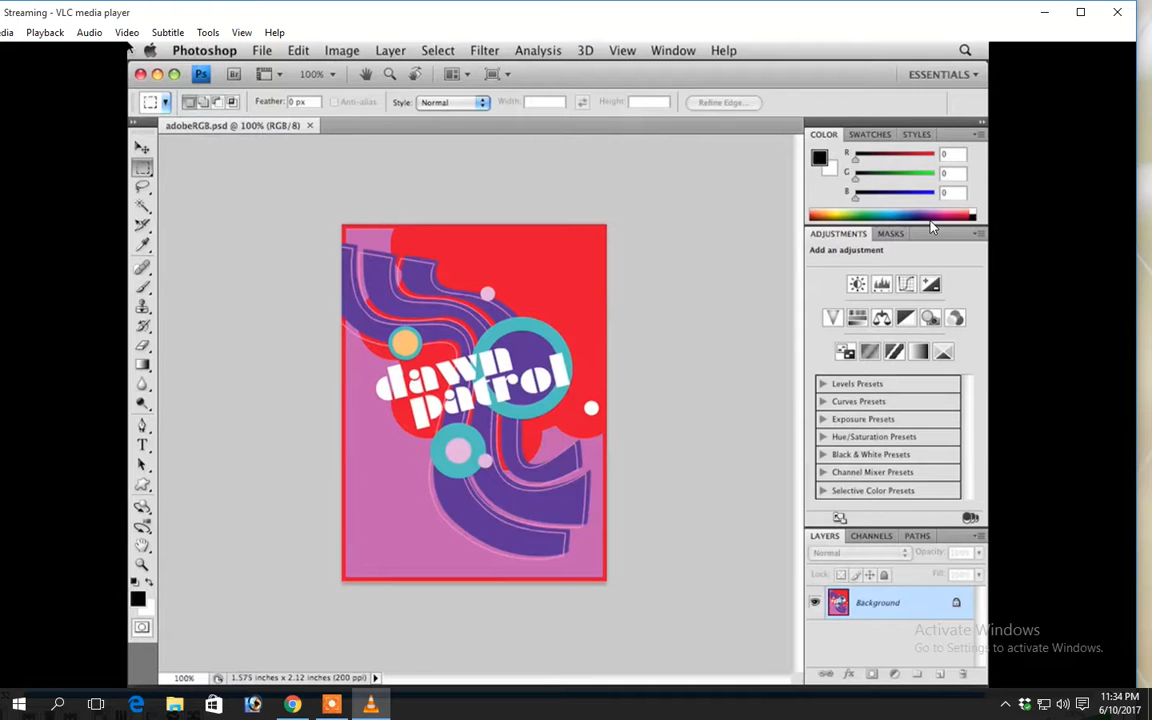 Streaming - VLC media player
dia Playback Audio Video Subtitle Tools View Help
Photoshop File Edit Image Layer Select Filter Analysis 3D View Window Help
Ps Br 100% ESSENTIALS
Feather: 0 px Anti-alias Style: Normal Width: Height: Refine Edge...
adobeRGB.psd @ 100% (RGB/8)
COLOR SWATCHES STYLES
R 0
G 0
B 0
ADJUSTMENTS MASKS
Add an adjustment
Levels Presets
Curves Presets
Exposure Presets
Hue/Saturation Presets
Black & White Presets
Channel Mixer Presets
Selective Color Presets
dawn
patrol
LAYERS CHANNELS PATHS
Normal Opacity: 100%
Lock: Fill: 100%
Background
Activate Windows
Go to Settings to activate Windows.
100% 1.575 inches x 2.12 inches (200 ppi)
11:34 PM
6/10/2017